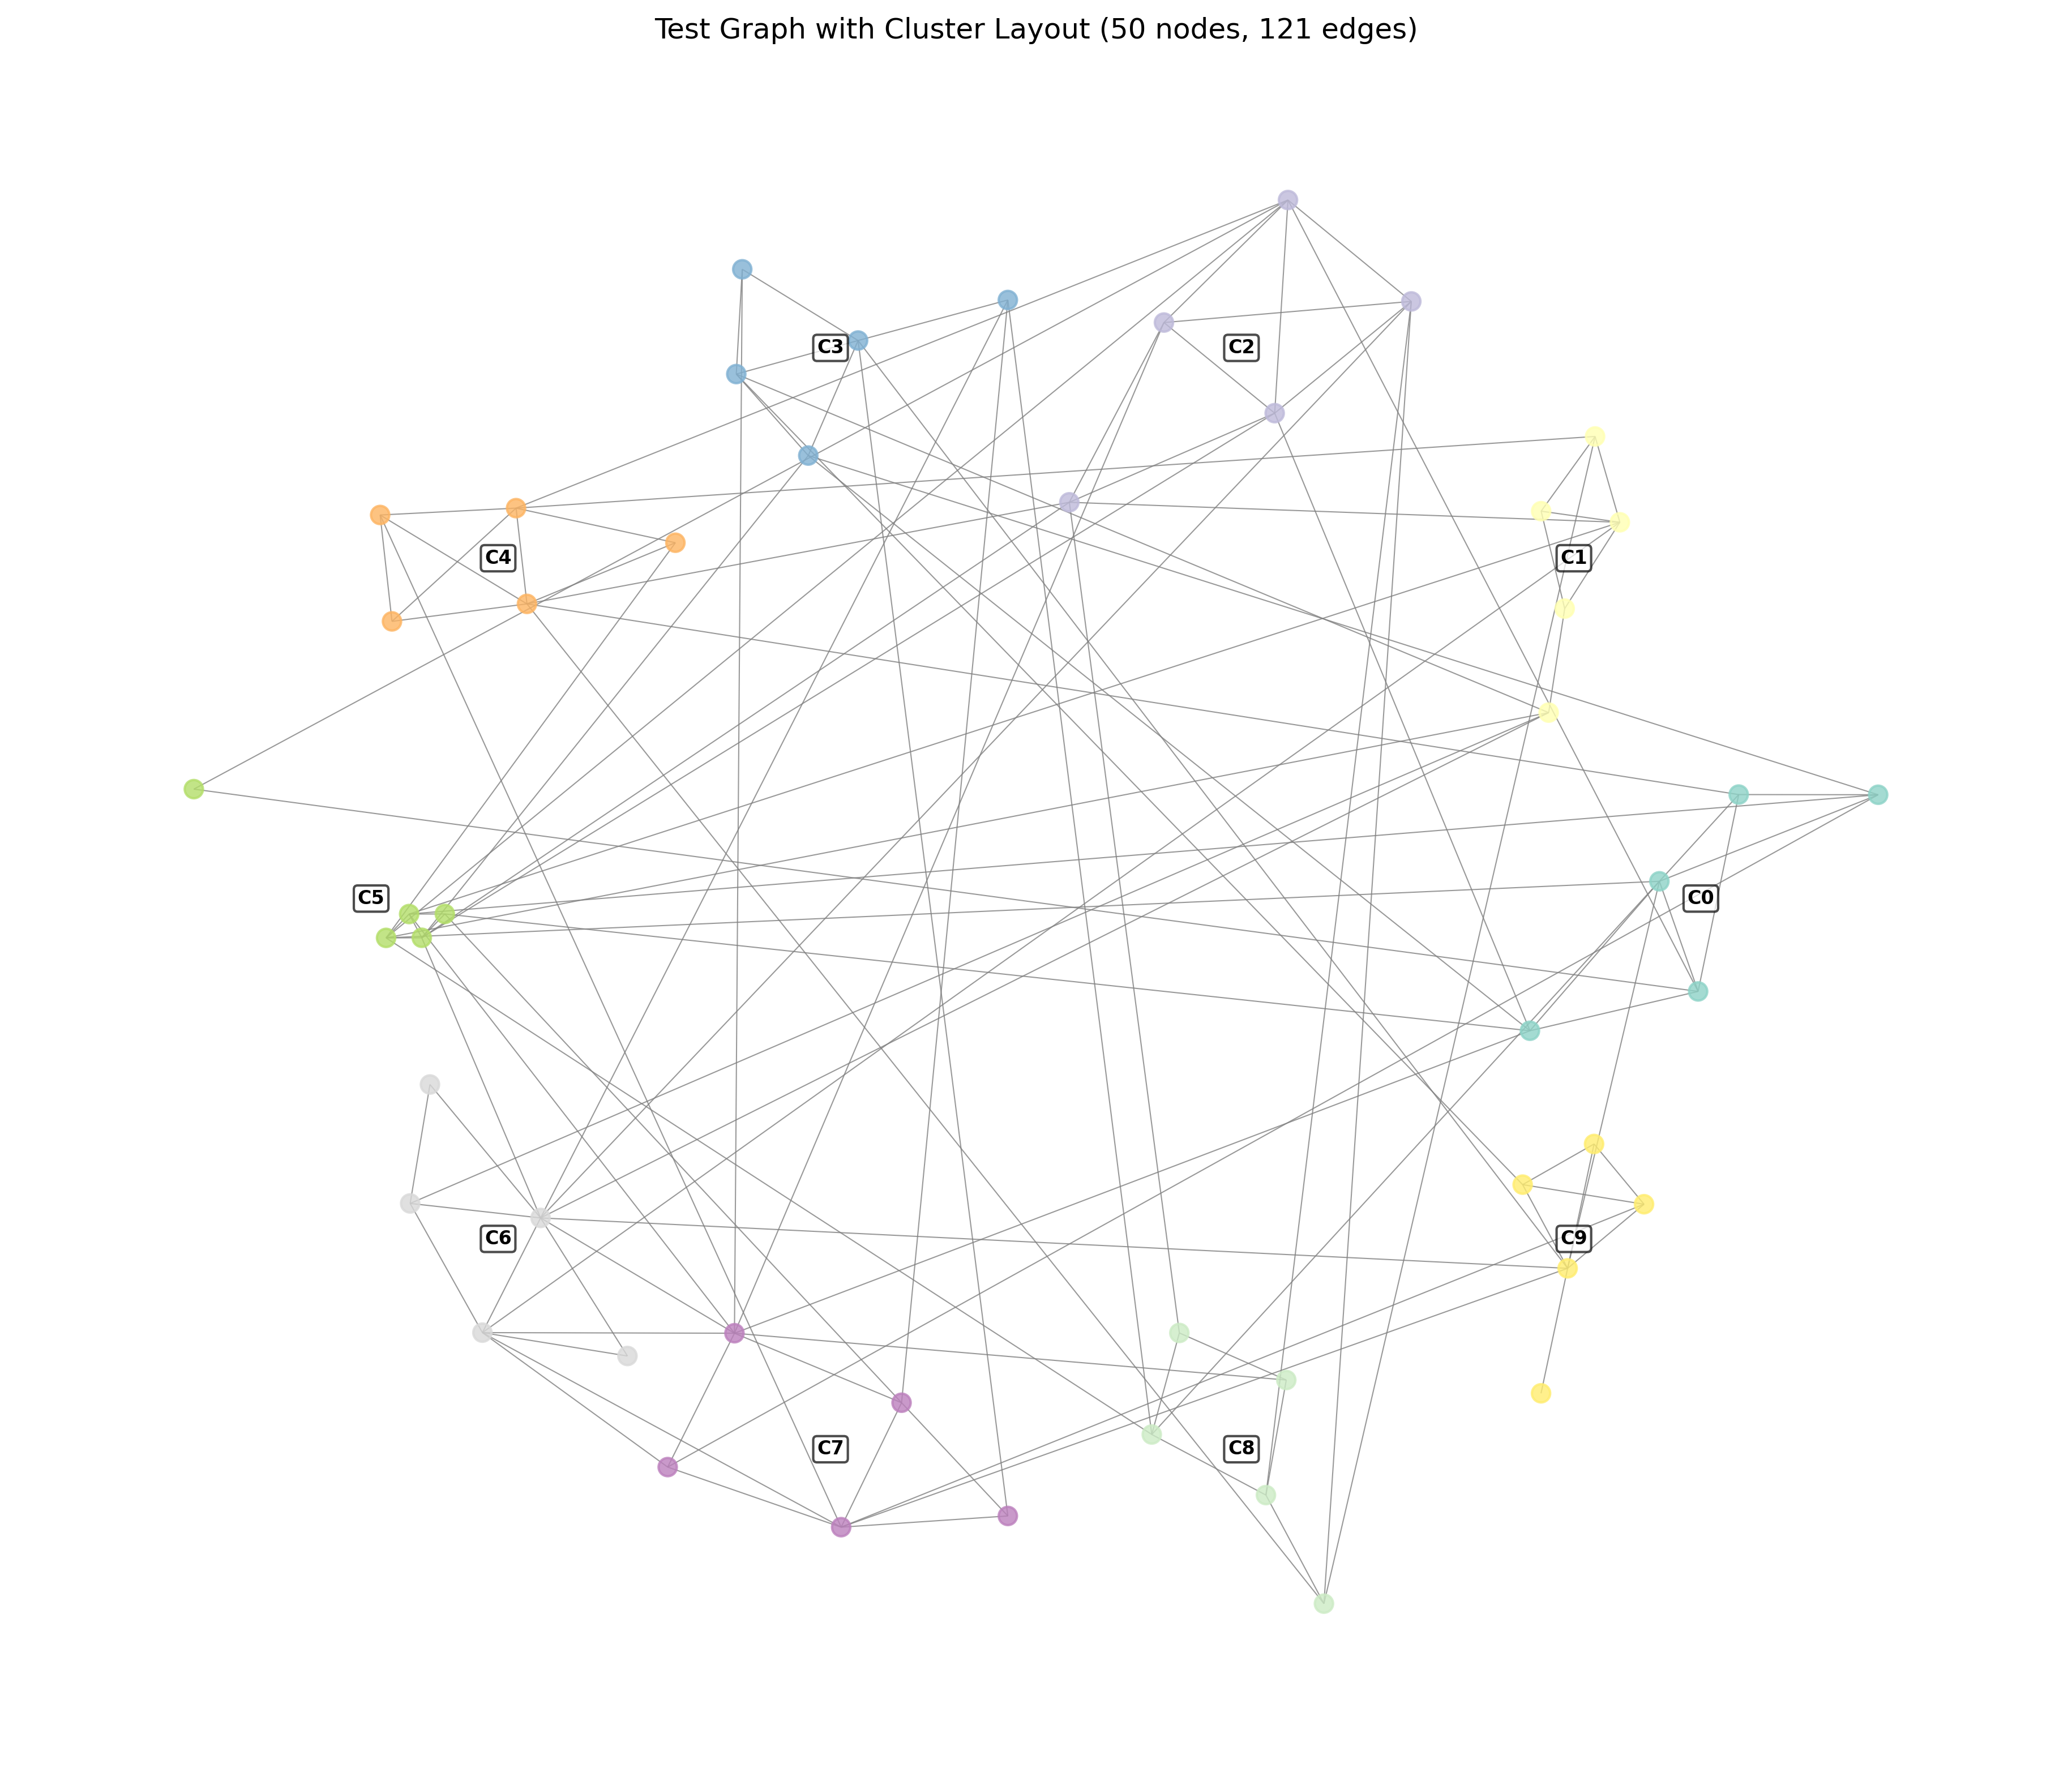 Test Graph with Cluster Layout (50 nodes, 121 edges)
C3
C2
C4
C1
C5
C0
C6
C9
C7
C8